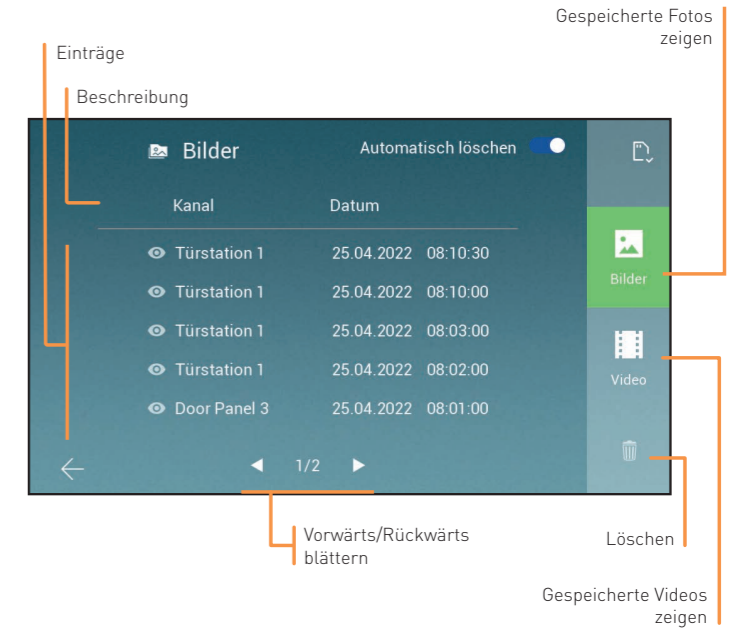 Gespeicherte Fotos
zeigen
Einträge
Beschreibung
Bilder
Automatisch löschen
Kanal Datum
Türstation 1 25.04.2022 08:10:30
Türstation 1 25.04.2022 08:10:00
Türstation 1 25.04.2022 08:03:00
Türstation 1 25.04.2022 08:02:00
Door Panel 3 25.04.2022 08:01:00
1/2
Bilder
Video
Vorwärts/Rückwärts
blättern
Löschen
Gespeicherte Videos
zeigen